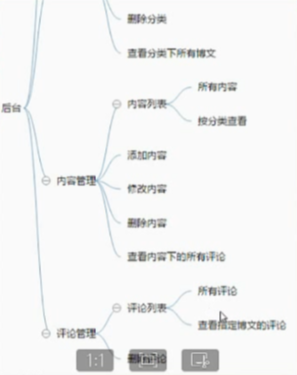 删除分类
查看分类下所有博文
所有内容
内容列表
后台
按分类查看
添加内容
内容管理
修改内容
删除内容
查看内容下的所有评论
所有评论
评论列表
查看指定博文的评论
评论管理
删除评论
1:1